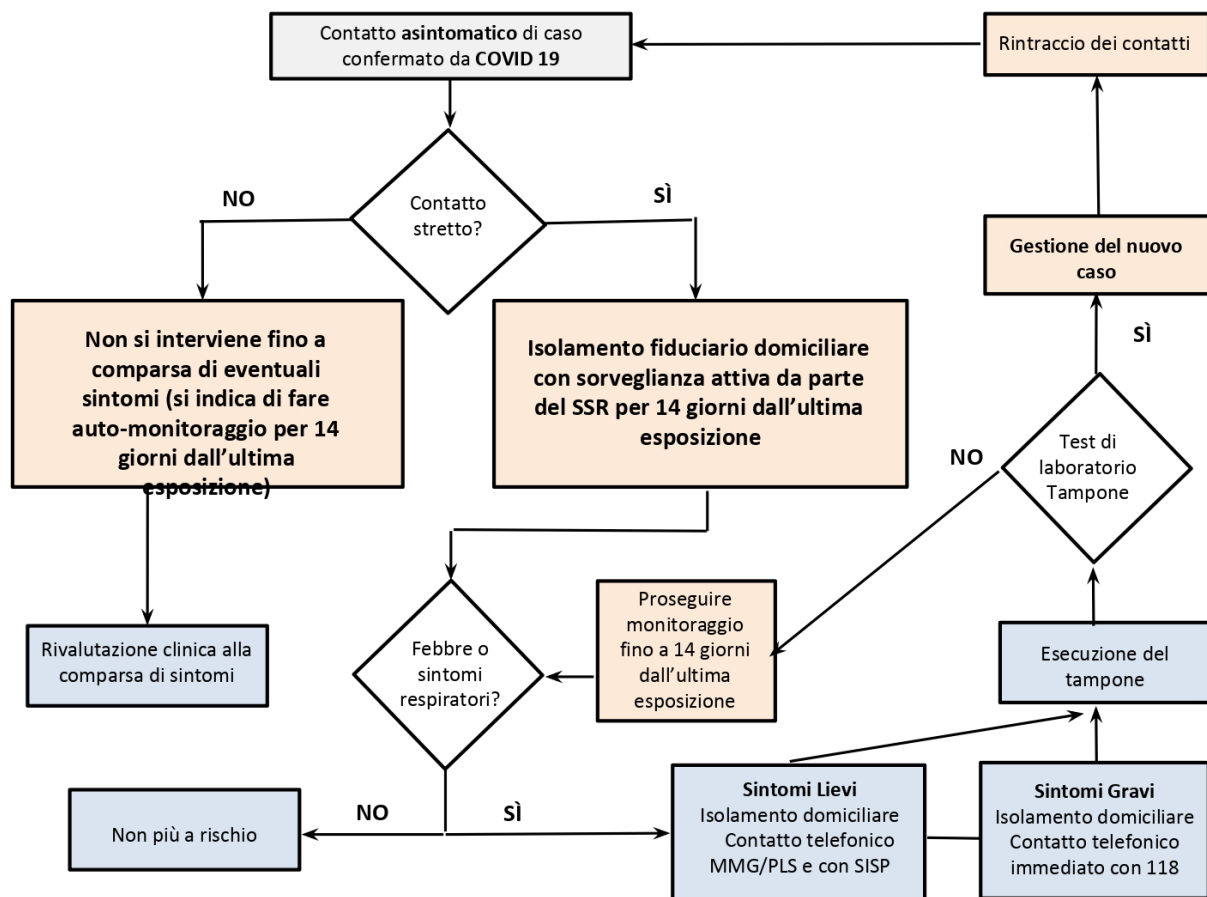 Contatto asintomatico di caso
confermato da COVID 19
Rintraccio dei contatti
Contatto
stretto?
NO
SÌ
Gestione del nuovo
caso
SÌ
Non si interviene fino a
comparsa di eventuali
sintomi (si indica di fare
auto-monitoraggio per 14
giorni dall’ultima
esposizione)
Isolamento fiduciario domiciliare
con sorveglianza attiva da parte
del SSR per 14 giorni dall’ultima
esposizione
Test di
laboratorio
Tampone
NO
Rivalutazione clinica alla
comparsa di sintomi
Febbre o
sintomi
respiratori?
Proseguire
monitoraggio
fino a 14 giorni
dall’ultima
esposizione
Esecuzione del
tampone
Non più a rischio
NO
SÌ
Sintomi Lievi
Isolamento domiciliare
Contatto telefonico
MMG/PLS e con SISP
Sintomi Gravi
Isolamento domiciliare
Contatto telefonico
immediato con 118